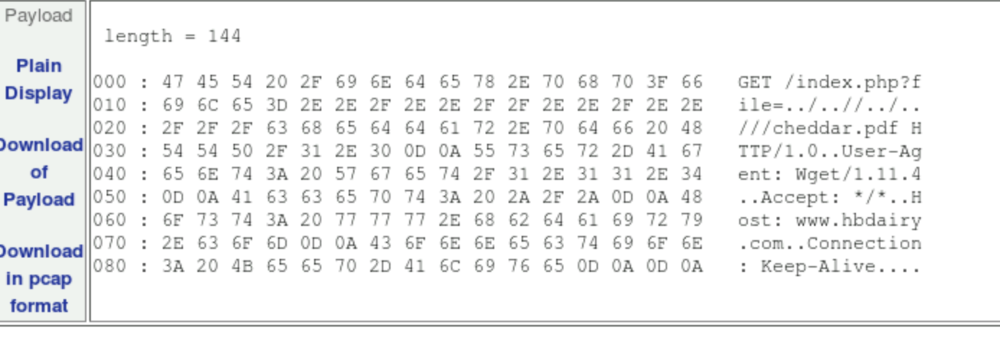 Payload
Plain
Display
Download
of
Payload
Download
in pcap
format
length = 144
000 : 47 45 54 20 2F 69 6E 64 65 78 2E 70 68 70 3F 66 GET /index.php?f
010 : 69 6C 65 3D 2E 2E 2F 2E 2E 2F 2F 2E 2E 2F 2E 2E ile=../..//../..
020 : 2F 2F 2F 63 68 65 64 64 61 72 2E 70 64 66 20 48 ///cheddar.pdf H
030 : 54 54 50 2F 31 2E 30 0D 0A 55 73 65 72 2D 41 67 TTP/1.0..User-Ag
040 : 65 6E 74 3A 20 57 67 65 74 2F 31 2E 31 31 2E 34 ent: Wget/1.11.4
050 : 0D 0A 41 63 63 65 70 74 3A 20 2A 2F 2A 0D 0A 48 ..Accept: */*..H
060 : 6F 73 74 3A 20 77 77 77 2E 68 62 64 61 69 72 79 ost: www.hbdairy
070 : 2E 63 6F 6D 0D 0A 43 6F 6E 6E 65 63 74 69 6F 6E .com..Connection
080 : 3A 20 4B 65 65 70 2D 41 6C 69 76 65 0D 0A 0D 0A : Keep-Alive....